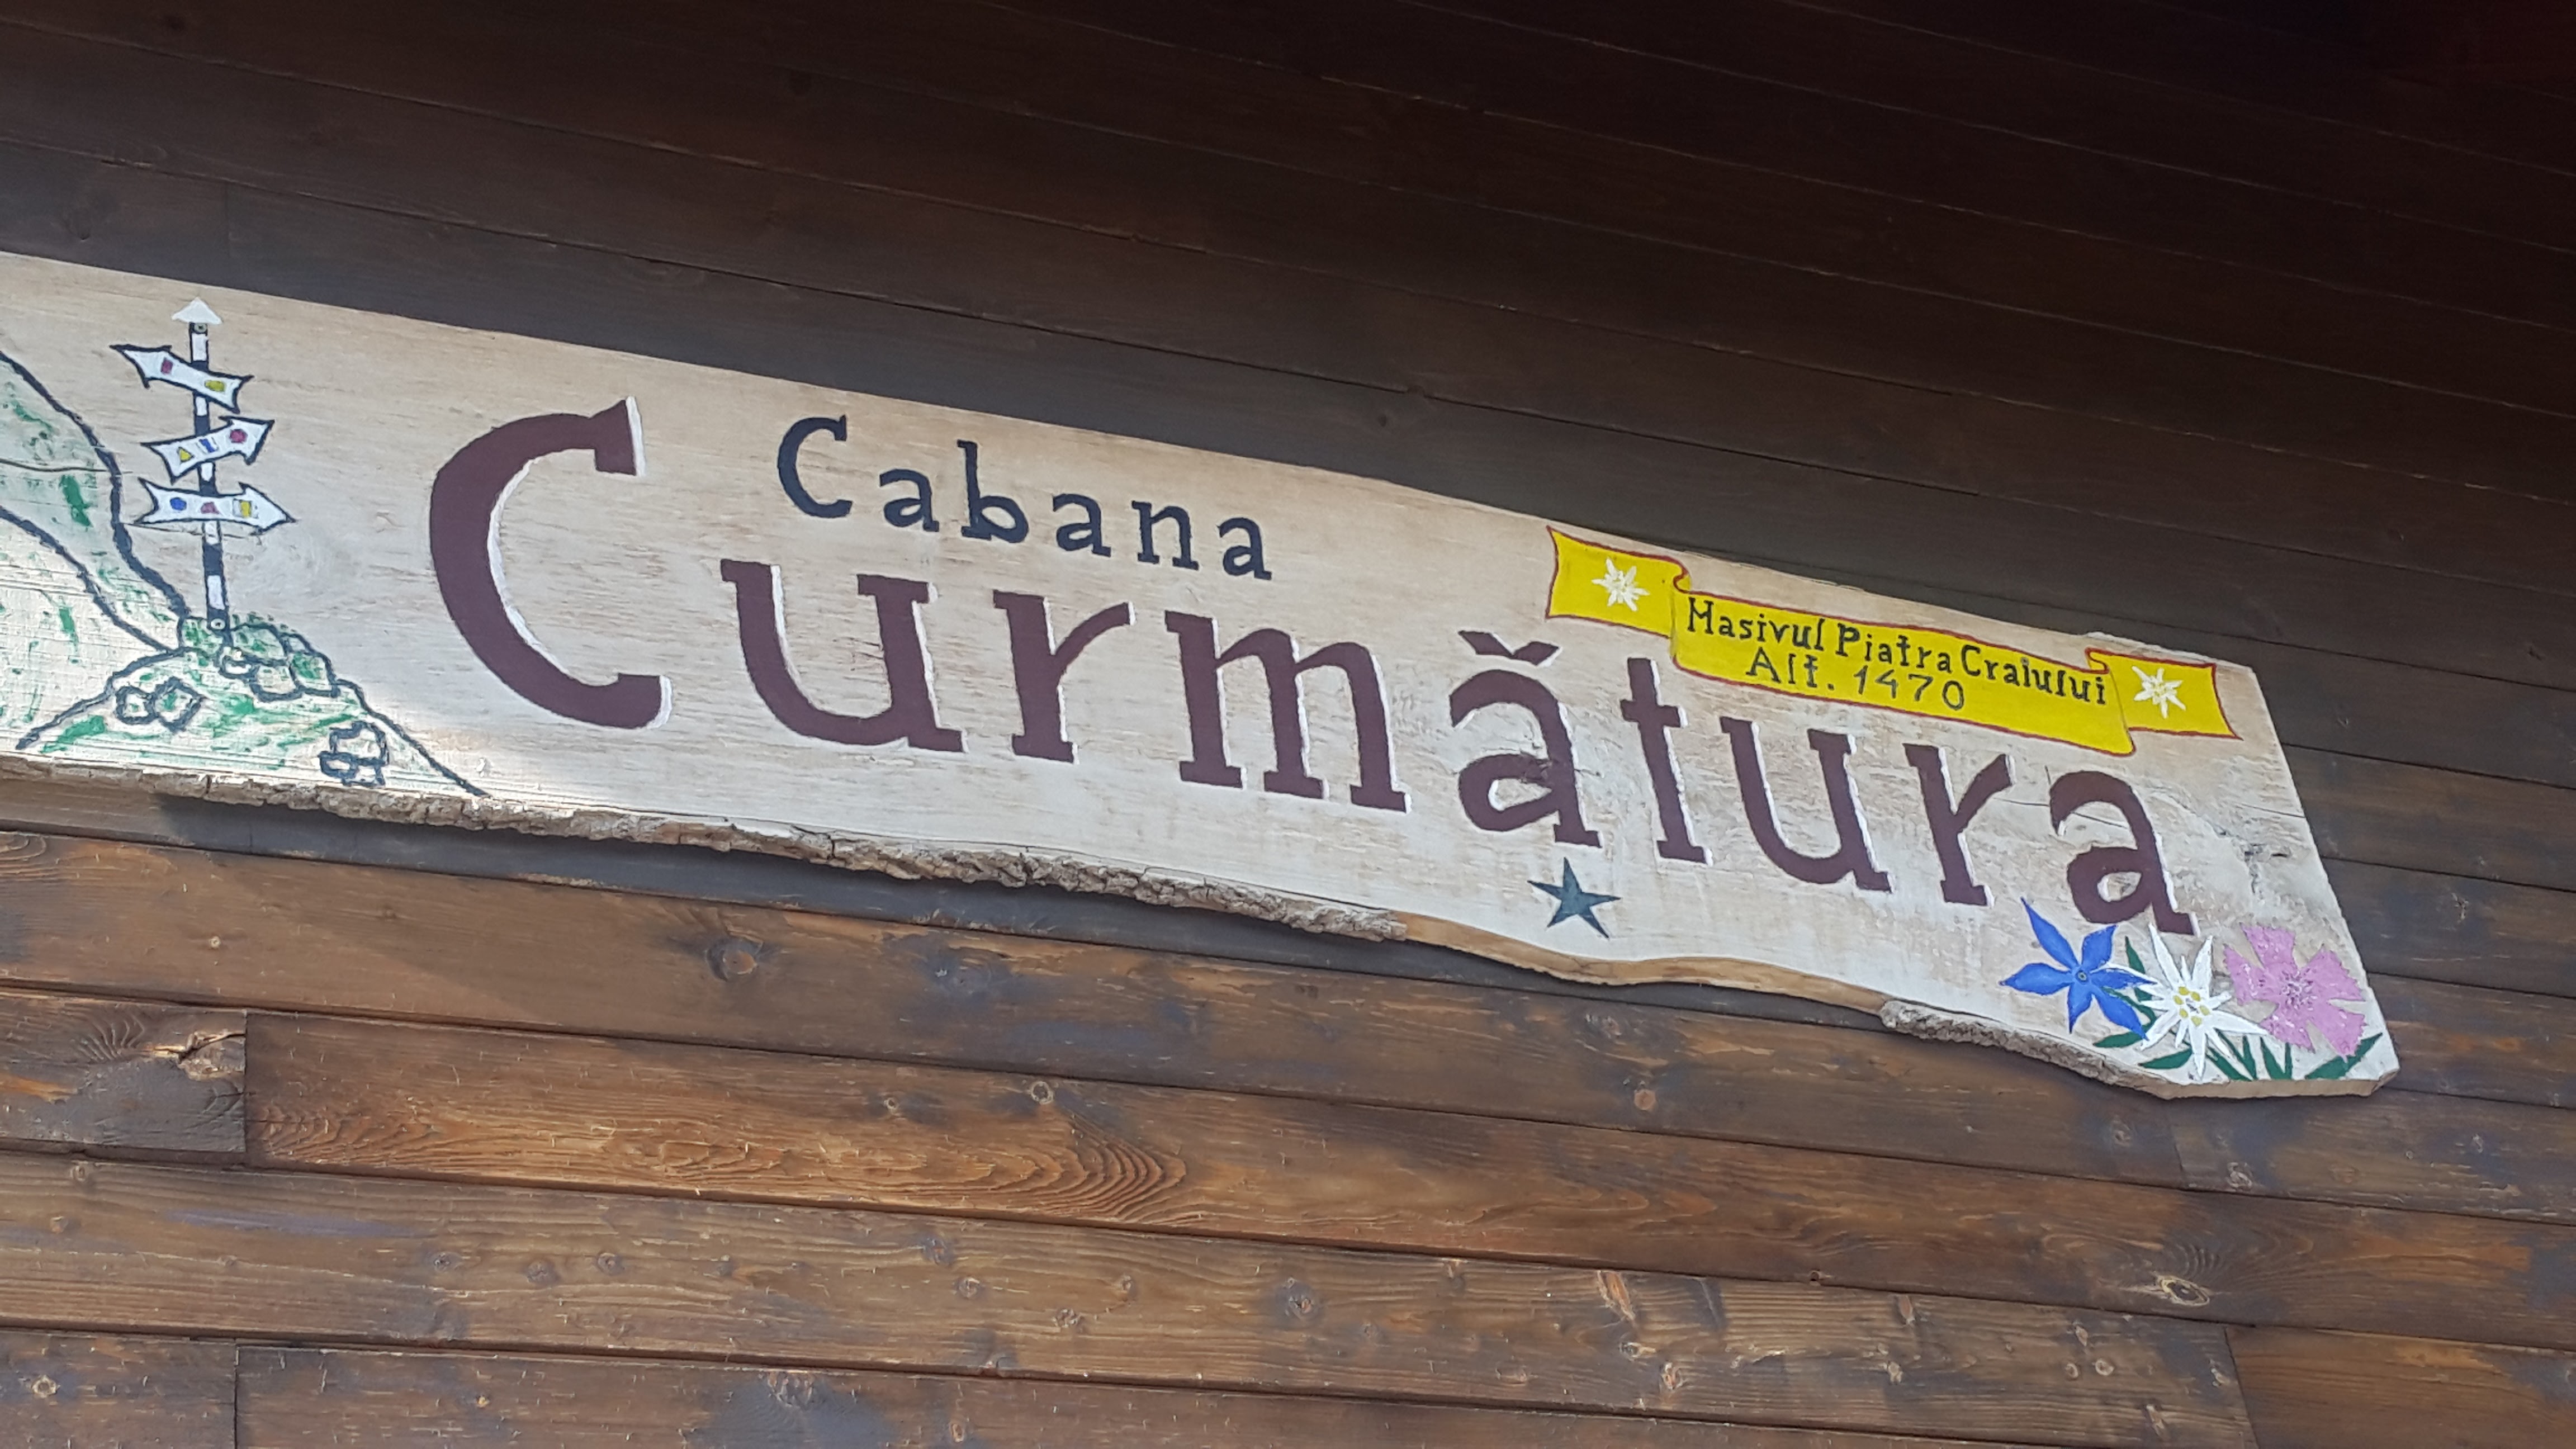 Cabana
Curmătura
Masivul Piatra Craiului
Alt. 1470